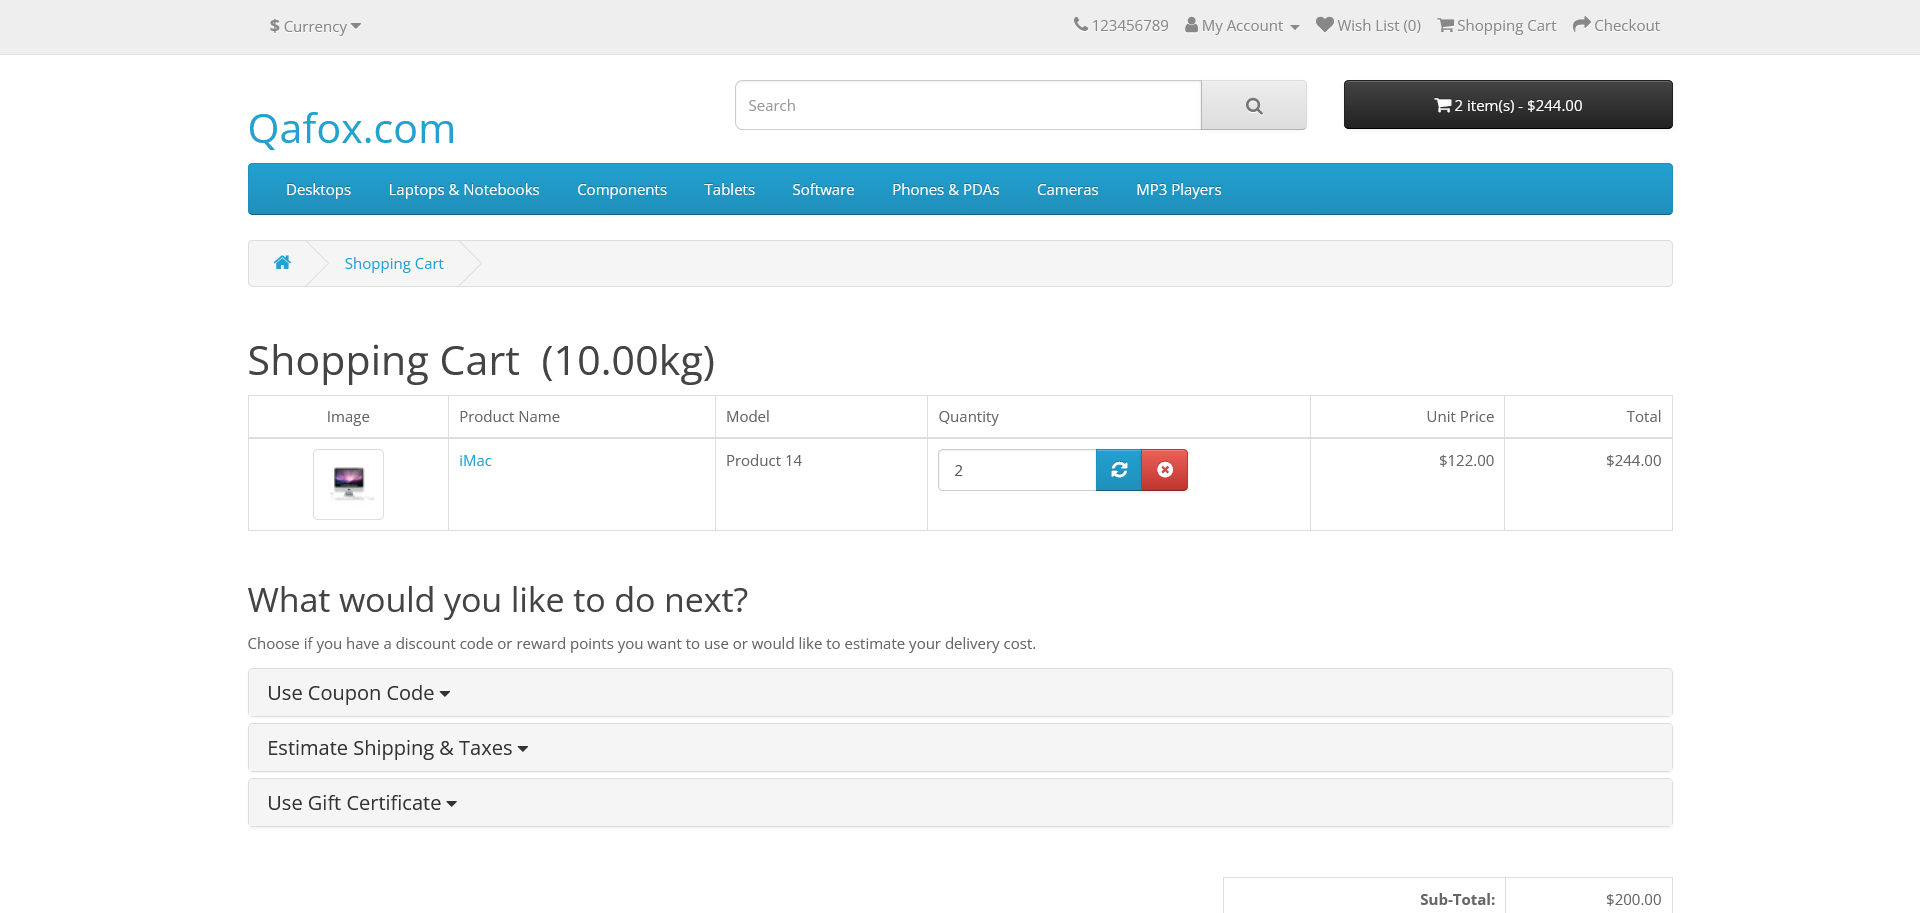 $ Currency
123456789 My Account Wish List (0) Shopping Cart Checkout
Qafox.com
Search
2 item(s) - $244.00
Desktops Laptops & Notebooks Components Tablets Software Phones & PDAs Cameras MP3 Players
Shopping Cart
Shopping Cart (10.00kg)
Image Product Name Model Quantity Unit Price Total
iMac Product 14 2 $122.00 $244.00
What would you like to do next?
Choose if you have a discount code or reward points you want to use or would like to estimate your delivery cost.
Use Coupon Code
Estimate Shipping & Taxes
Use Gift Certificate
Sub-Total: $200.00